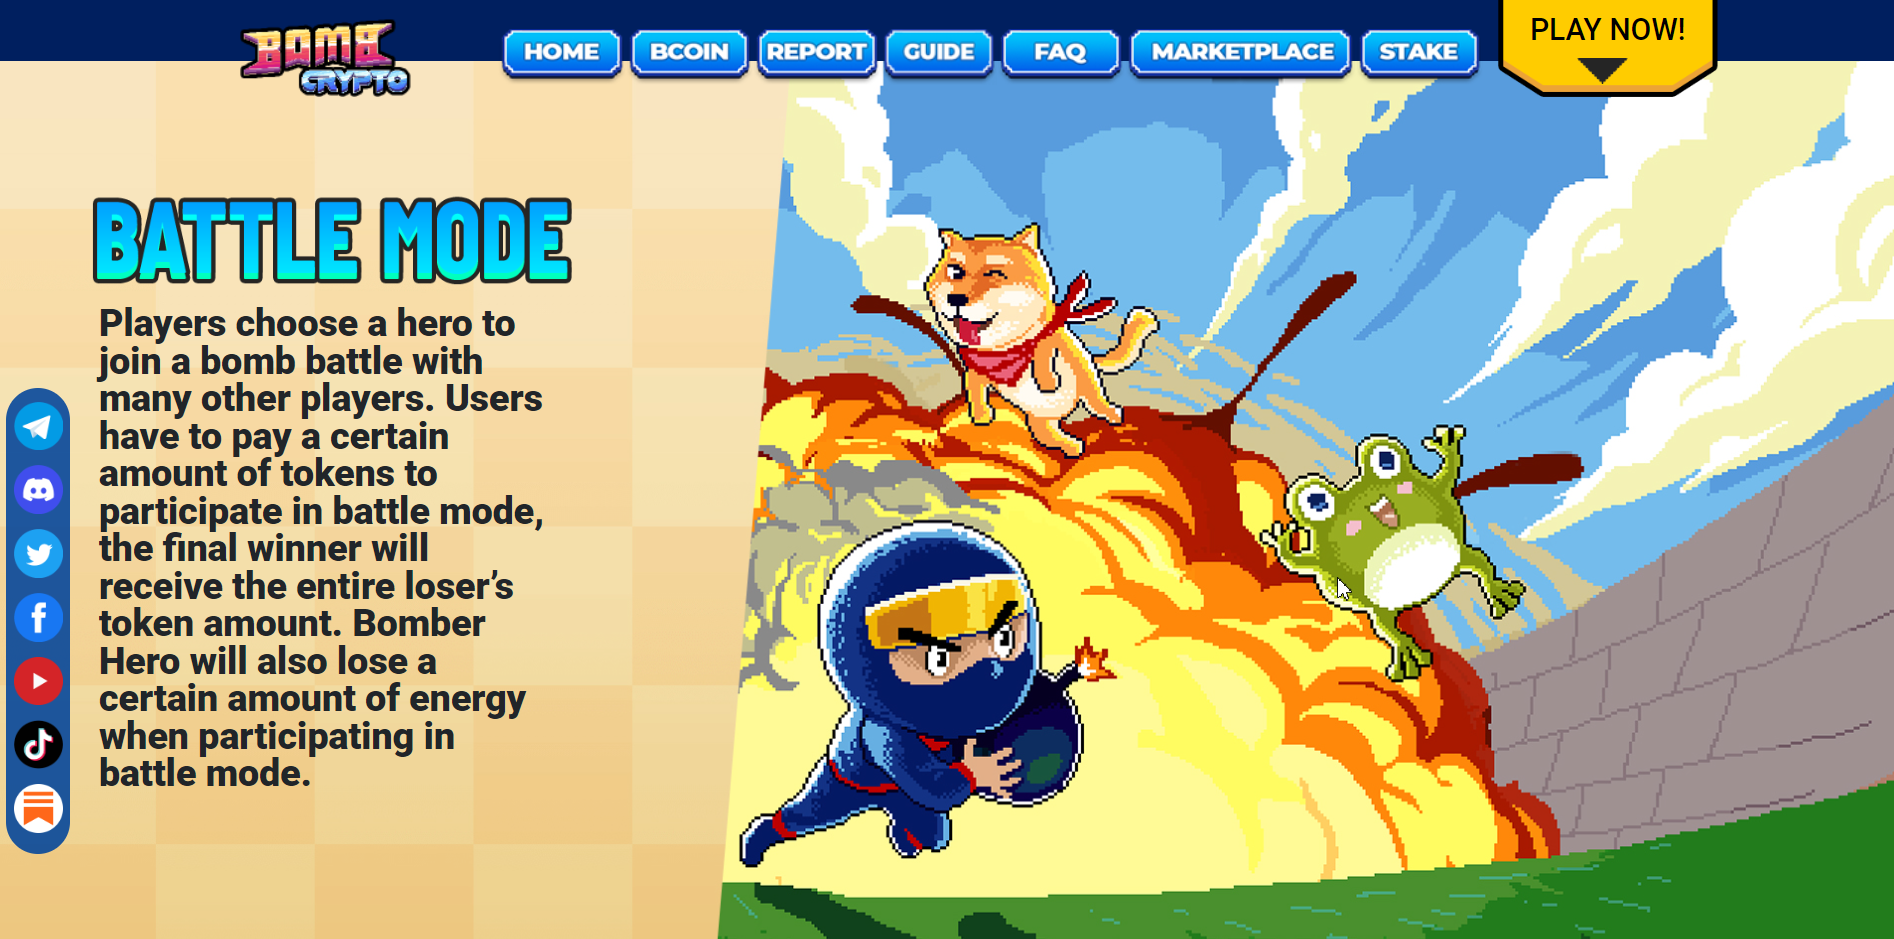 BOMB
CRYPTO
HOME
BCOIN
REPORT
GUIDE
FAQ
MARKETPLACE
STAKE
PLAY NOW!
BATTLE MODE
Players choose a hero to
join a bomb battle with
many other players. Users
have to pay a certain
amount of tokens to
participate in battle mode,
the final winner will
receive the entire loser’s
token amount. Bomber
Hero will also lose a
certain amount of energy
when participating in
battle mode.